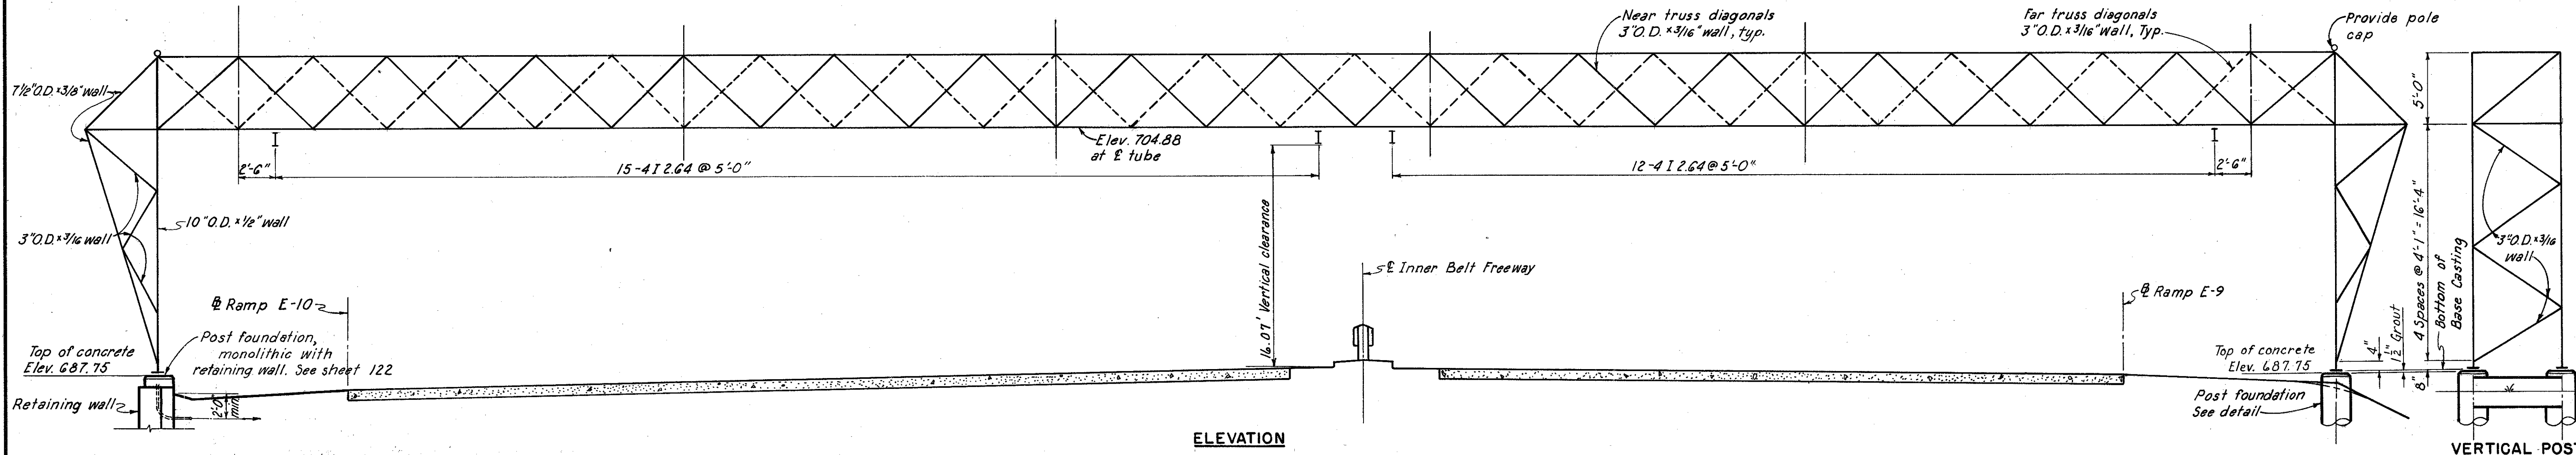 Near truss diagonals
3"O.D. x 3/16" wall, typ.
Far truss diagonals
3"O.D. x 3/16" wall, Typ.
Provide pole
cap
7½"O.D. x 3/8" wall
5'-0"
Elev. 704.88
at ℄ tube
2'-6"
15-4 I 2.64 @ 5'-0"
12-4 I 2.64 @ 5'-0"
2'-6"
10"O.D. x ½" wall
3"O.D. x 3/16 wall
16.07' Vertical clearance
℄ Inner Belt Freeway
4 Spaces @ 4'-1" = 16'-4"
Bottom of
Base Casting
3"O.D. x 3/16
wall
Ramp E-10
Ramp E-9
Post foundation,
monolithic with
retaining wall. See sheet 122
Top of concrete
Elev. 687.75
Retaining wall
2'-0"
min.
Top of concrete
Elev. 687.75
4"
1½" Grout
8"
Post foundation
See detail
ELEVATION
VERTICAL POST